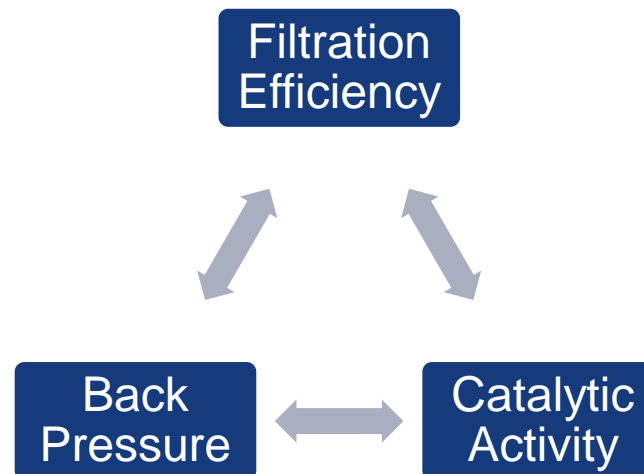 Filtration
Efficiency
Back
Pressure
Catalytic
Activity